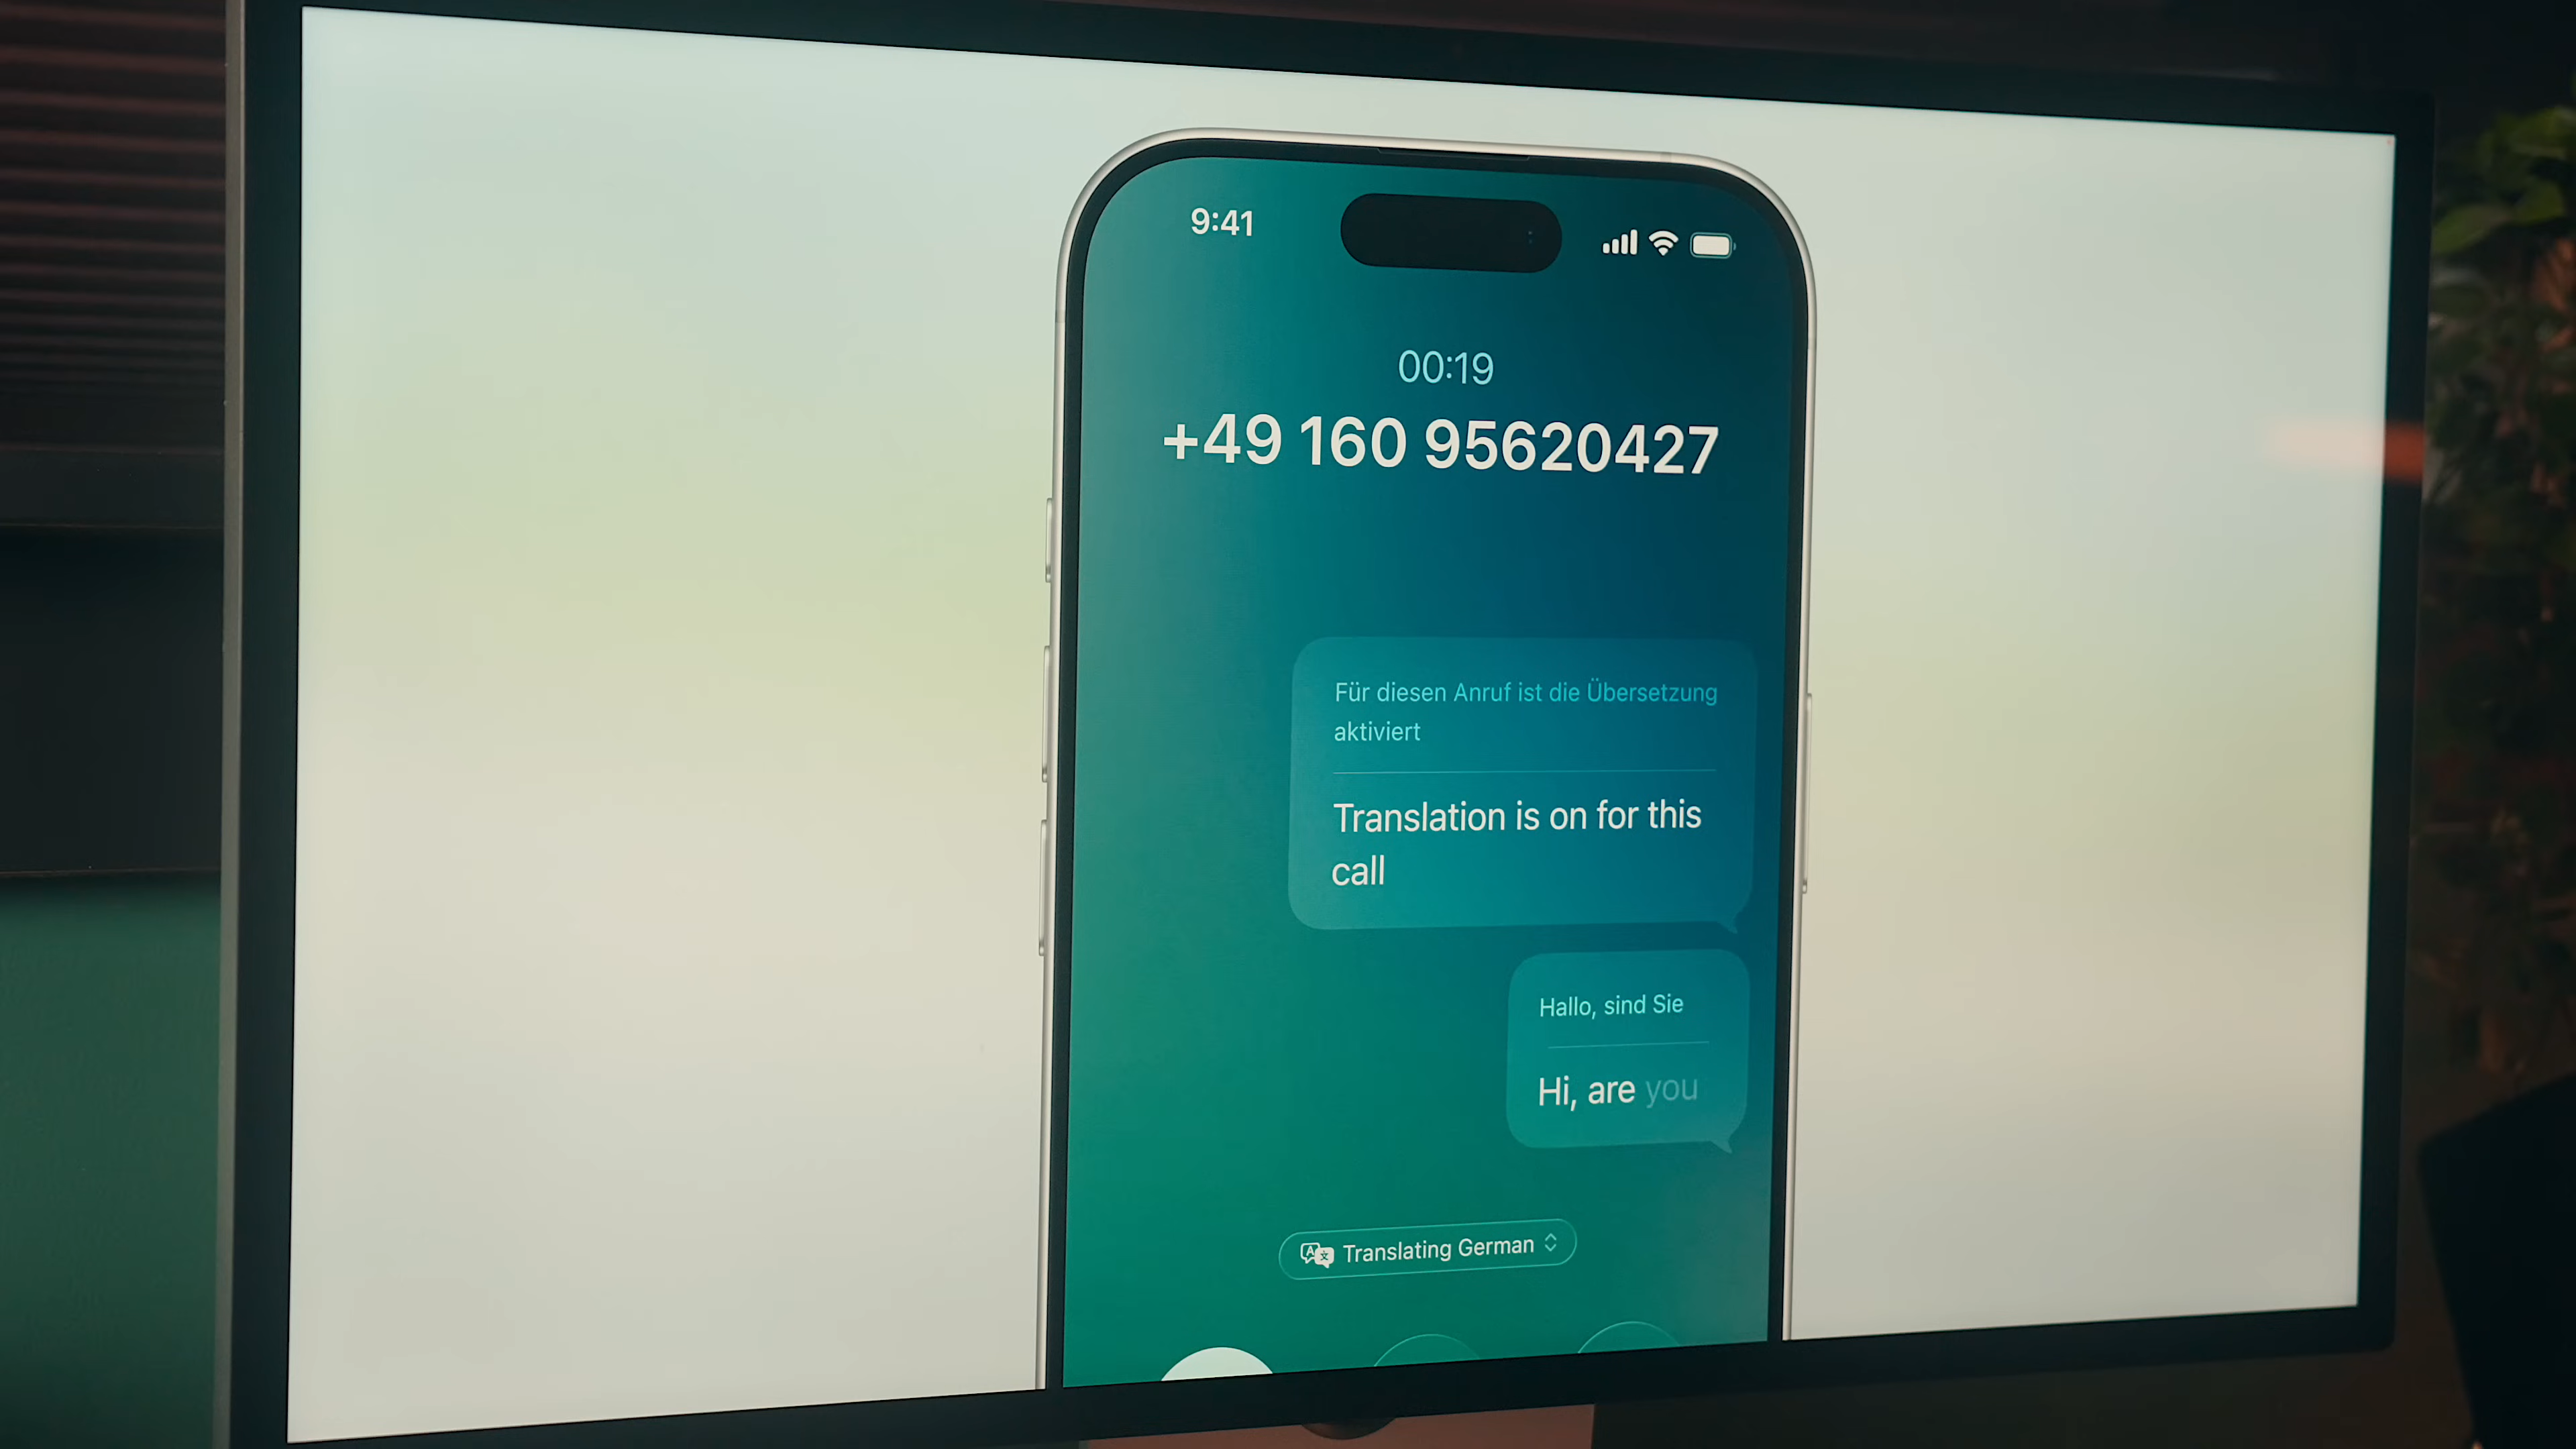 9:41
00:19
+49 160 95620427
Für diesen Anruf ist die Übersetzung
aktiviert
Translation is on for this
call
Hallo, sind Sie
Hi, are you
Translating German